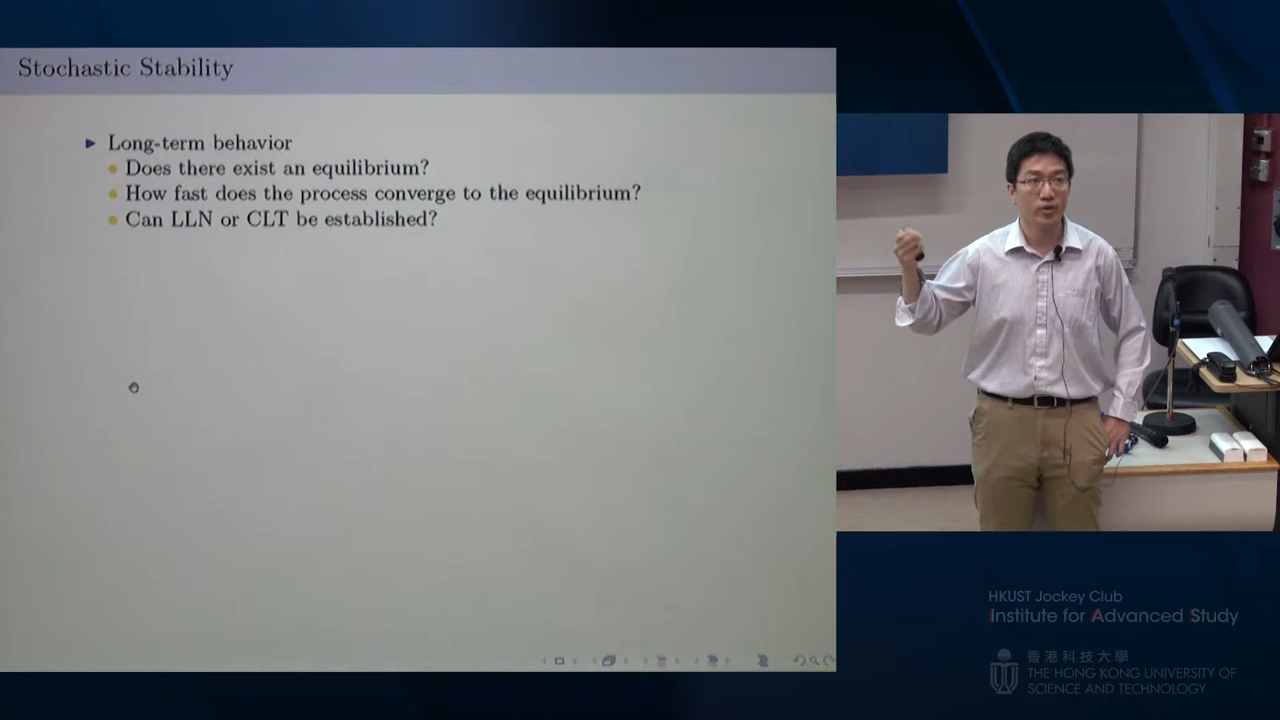 Stochastic Stability
Long-term behavior
Does there exist an equilibrium?
How fast does the process converge to the equilibrium?
Can LLN or CLT be established?
HKUST Jockey Club
Institute for Advanced Study
香港科技大學
THE HONG KONG UNIVERSITY OF
SCIENCE AND TECHNOLOGY